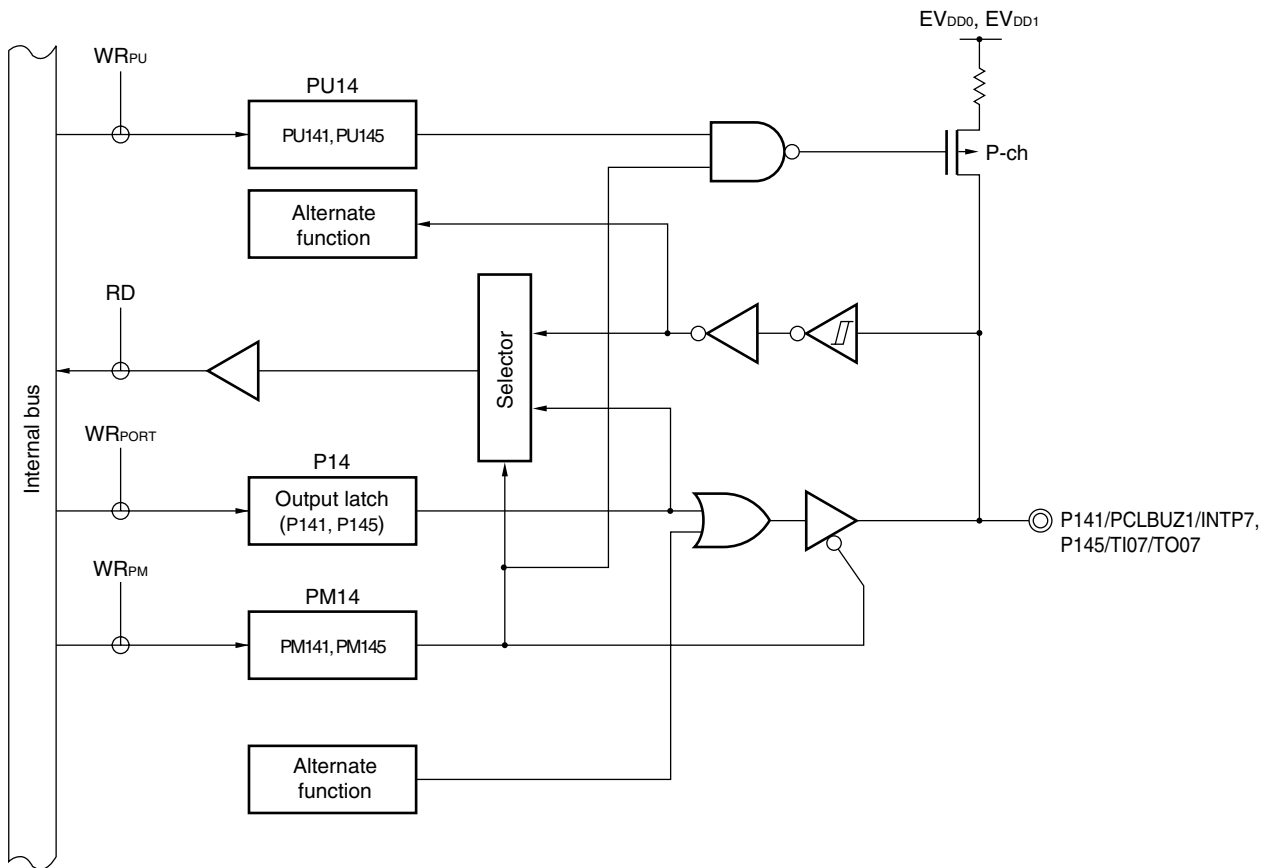 EVDD0, EVDD1
WRPU
PU14
PU141, PU145
P-ch
Alternate
function
RD
Selector
Internal bus
WRPORT
P14
Output latch
(P141, P145)
P141/PCLBUZ1/INTP7,
P145/TI07/TO07
WRPM
PM14
PM141, PM145
Alternate
function